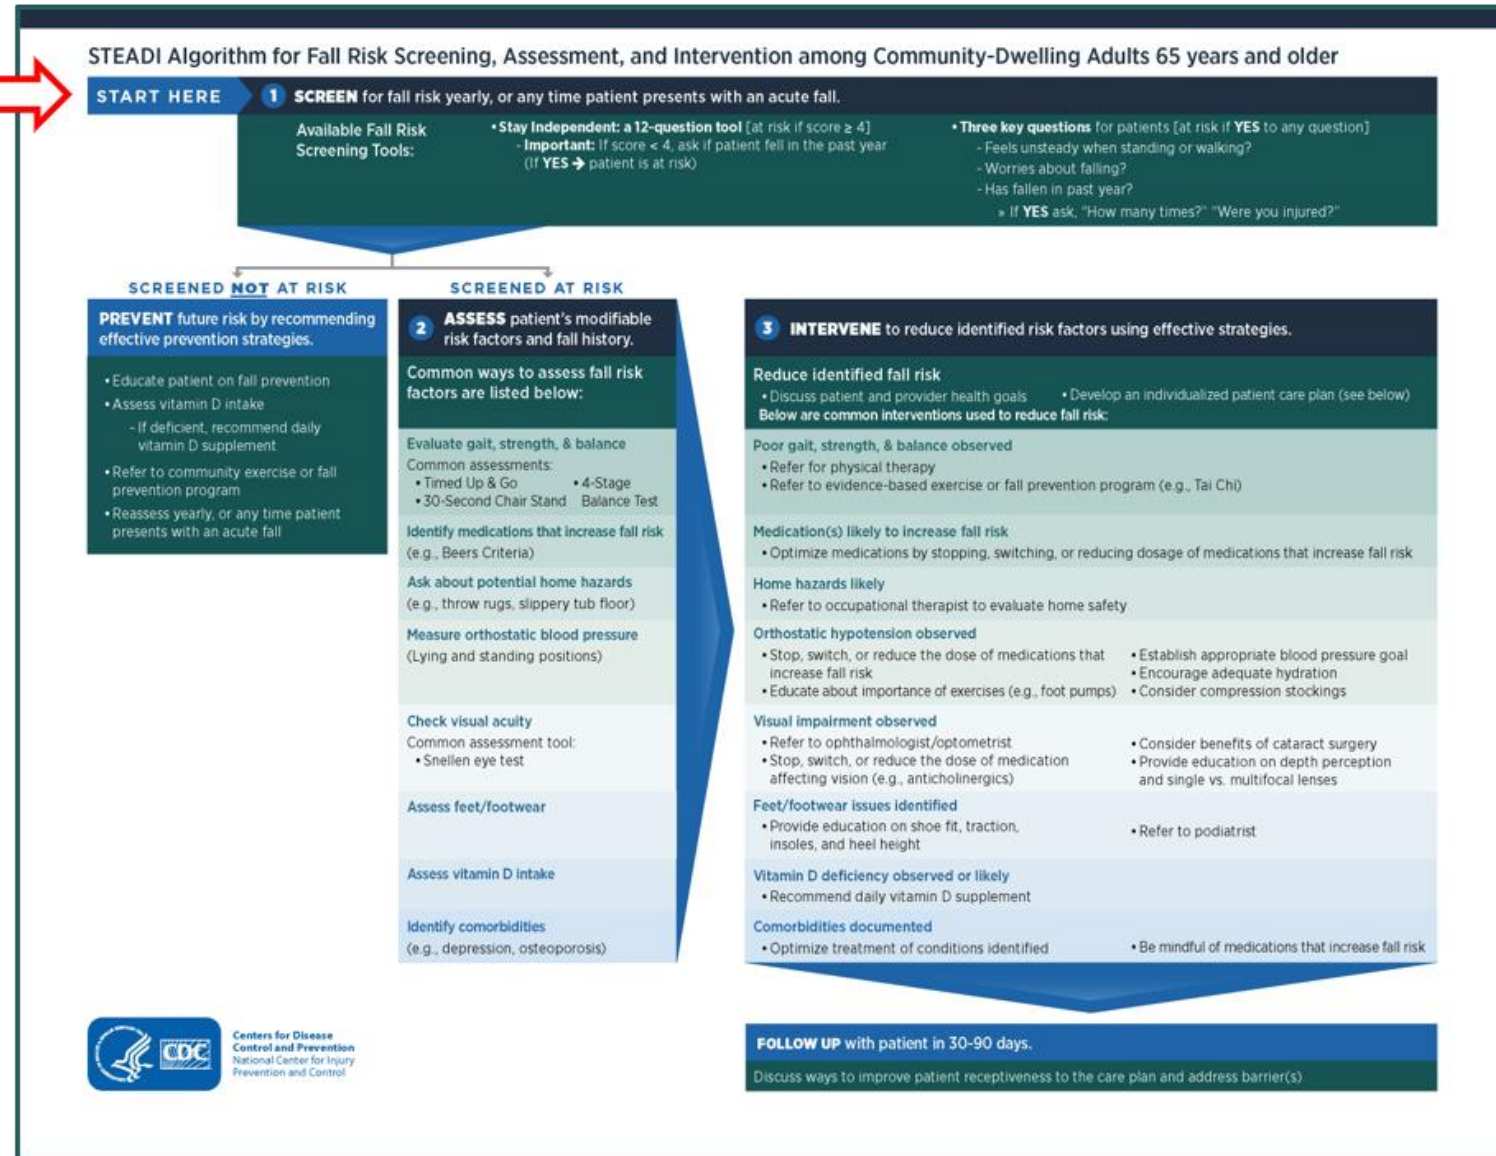 STEADI Algorithm for Fall Risk Screening, Assessment, and Intervention among Community-Dwelling Adults 65 years and older
START HERE
1 SCREEN for fall risk yearly, or any time patient presents with an acute fall.
Available Fall Risk
Screening Tools:
• Stay Independent: a 12-question tool [at risk if score ≥ 4]
- Important: If score < 4, ask if patient fell in the past year
(If YES → patient is at risk)
• Three key questions for patients [at risk if YES to any question]
- Feels unsteady when standing or walking?
- Worries about falling?
- Has fallen in past year?
» If YES ask, "How many times?" "Were you injured?"
SCREENED NOT AT RISK
PREVENT future risk by recommending
effective prevention strategies.
• Educate patient on fall prevention
• Assess vitamin D intake
- If deficient, recommend daily
vitamin D supplement
• Refer to community exercise or fall
prevention program
• Reassess yearly, or any time patient
presents with an acute fall
SCREENED AT RISK
2 ASSESS patient's modifiable
risk factors and fall history.
Common ways to assess fall risk
factors are listed below:
Evaluate gait, strength, & balance
Common assessments:
• Timed Up & Go
• 30-Second Chair Stand
• 4-Stage
Balance Test
Identify medications that increase fall risk
(e.g., Beers Criteria)
Ask about potential home hazards
(e.g., throw rugs, slippery tub floor)
Measure orthostatic blood pressure
(Lying and standing positions)
Check visual acuity
Common assessment tool:
• Snellen eye test
Assess feet/footwear
Assess vitamin D intake
Identify comorbidities
(e.g., depression, osteoporosis)
3 INTERVENE to reduce identified risk factors using effective strategies.
Reduce identified fall risk
• Discuss patient and provider health goals
• Develop an individualized patient care plan (see below)
Below are common interventions used to reduce fall risk:
Poor gait, strength, & balance observed
• Refer for physical therapy
• Refer to evidence-based exercise or fall prevention program (e.g., Tai Chi)
Medication(s) likely to increase fall risk
• Optimize medications by stopping, switching, or reducing dosage of medications that increase fall risk
Home hazards likely
• Refer to occupational therapist to evaluate home safety
Orthostatic hypotension observed
• Stop, switch, or reduce the dose of medications that
increase fall risk
• Educate about importance of exercises (e.g., foot pumps)
• Establish appropriate blood pressure goal
• Encourage adequate hydration
• Consider compression stockings
Visual impairment observed
• Refer to ophthalmologist/optometrist
• Stop, switch, or reduce the dose of medication
affecting vision (e.g., anticholinergics)
• Consider benefits of cataract surgery
• Provide education on depth perception
and single vs. multifocal lenses
Feet/footwear issues identified
• Provide education on shoe fit, traction,
insoles, and heel height
• Refer to podiatrist
Vitamin D deficiency observed or likely
• Recommend daily vitamin D supplement
Comorbidities documented
• Optimize treatment of conditions identified
• Be mindful of medications that increase fall risk
FOLLOW UP with patient in 30-90 days.
Discuss ways to improve patient receptiveness to the care plan and address barrier(s)
CDC
Centers for Disease
Control and Prevention
National Center for Injury
Prevention and Control